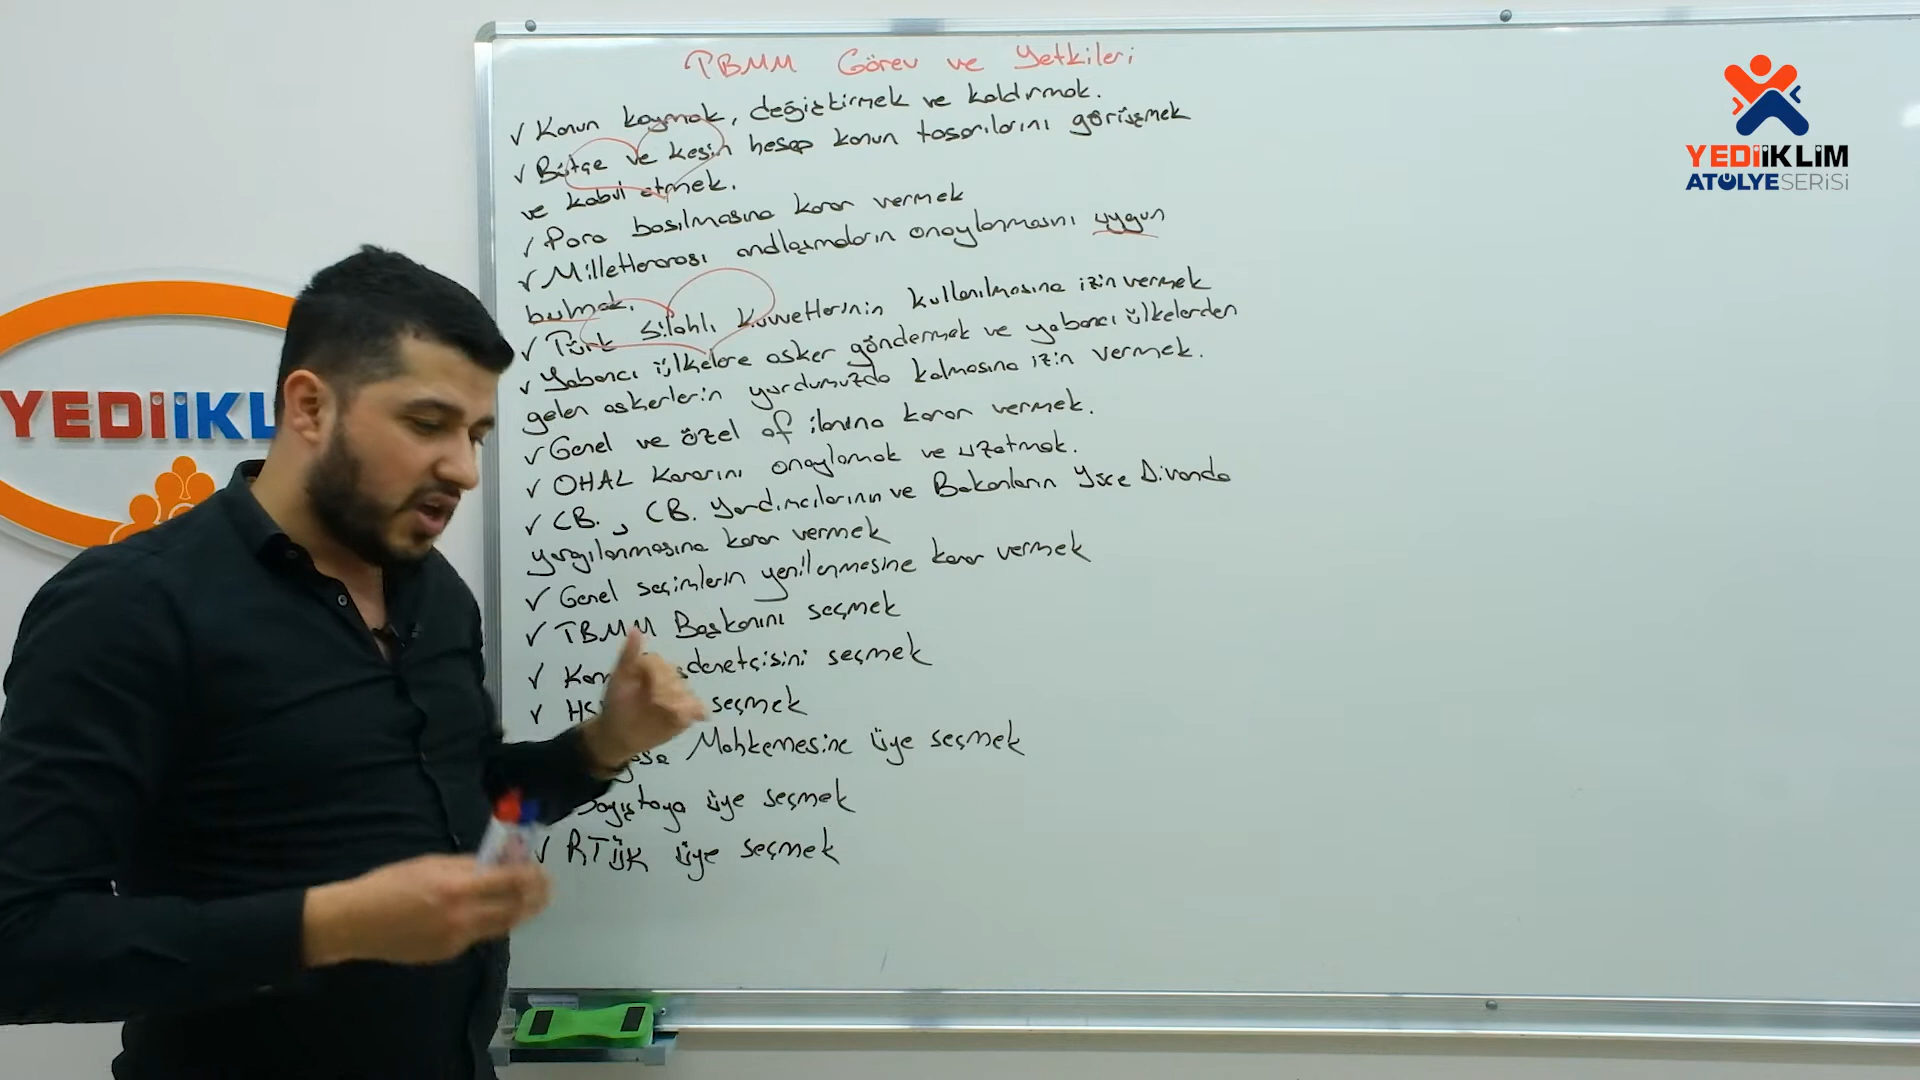 TBMM Görev ve Yetkileri
✓ Kanun koymak, değiştirmek ve kaldırmak.
✓ Bütçe ve kesin hesap kanun tasarılarını görüşmek
ve kabul etmek.
✓ Para basılmasına karar vermek
✓ Milletlerarası andlaşmaların onaylanmasını uygun
bulmak.
✓ Türk Silahlı Kuvvetlerinin kullanılmasına izin vermek
✓ Yabancı ülkelere asker göndermek ve yabancı ülkelerden
gelen askerlerin yurdumuzda kalmasına izin vermek.
✓ Genel ve özel af ilanına karar vermek.
✓ OHAL kararını onaylamak ve uzatmak.
✓ CB., CB. Yardımcılarının ve Bakanların Yüce Divanda
yargılanmasına karar vermek
✓ Genel seçimlerin yenilenmesine karar vermek
✓ TBMM Başkanını seçmek
✓ Kam denetçisini seçmek
✓ HS seçmek
Mahkemesine üye seçmek
Sayıştaya üye seçmek
✓ RTÜK üye seçmek
YEDİİKL
YEDİİKLİM
ATÖLYE SERİSİ